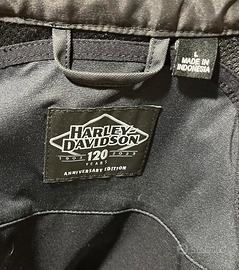 L
MADE IN
INDONESIA
HARLEY-
DAVIDSON
1903 120 2023
YEARS
ANNIVERSARY EDITION